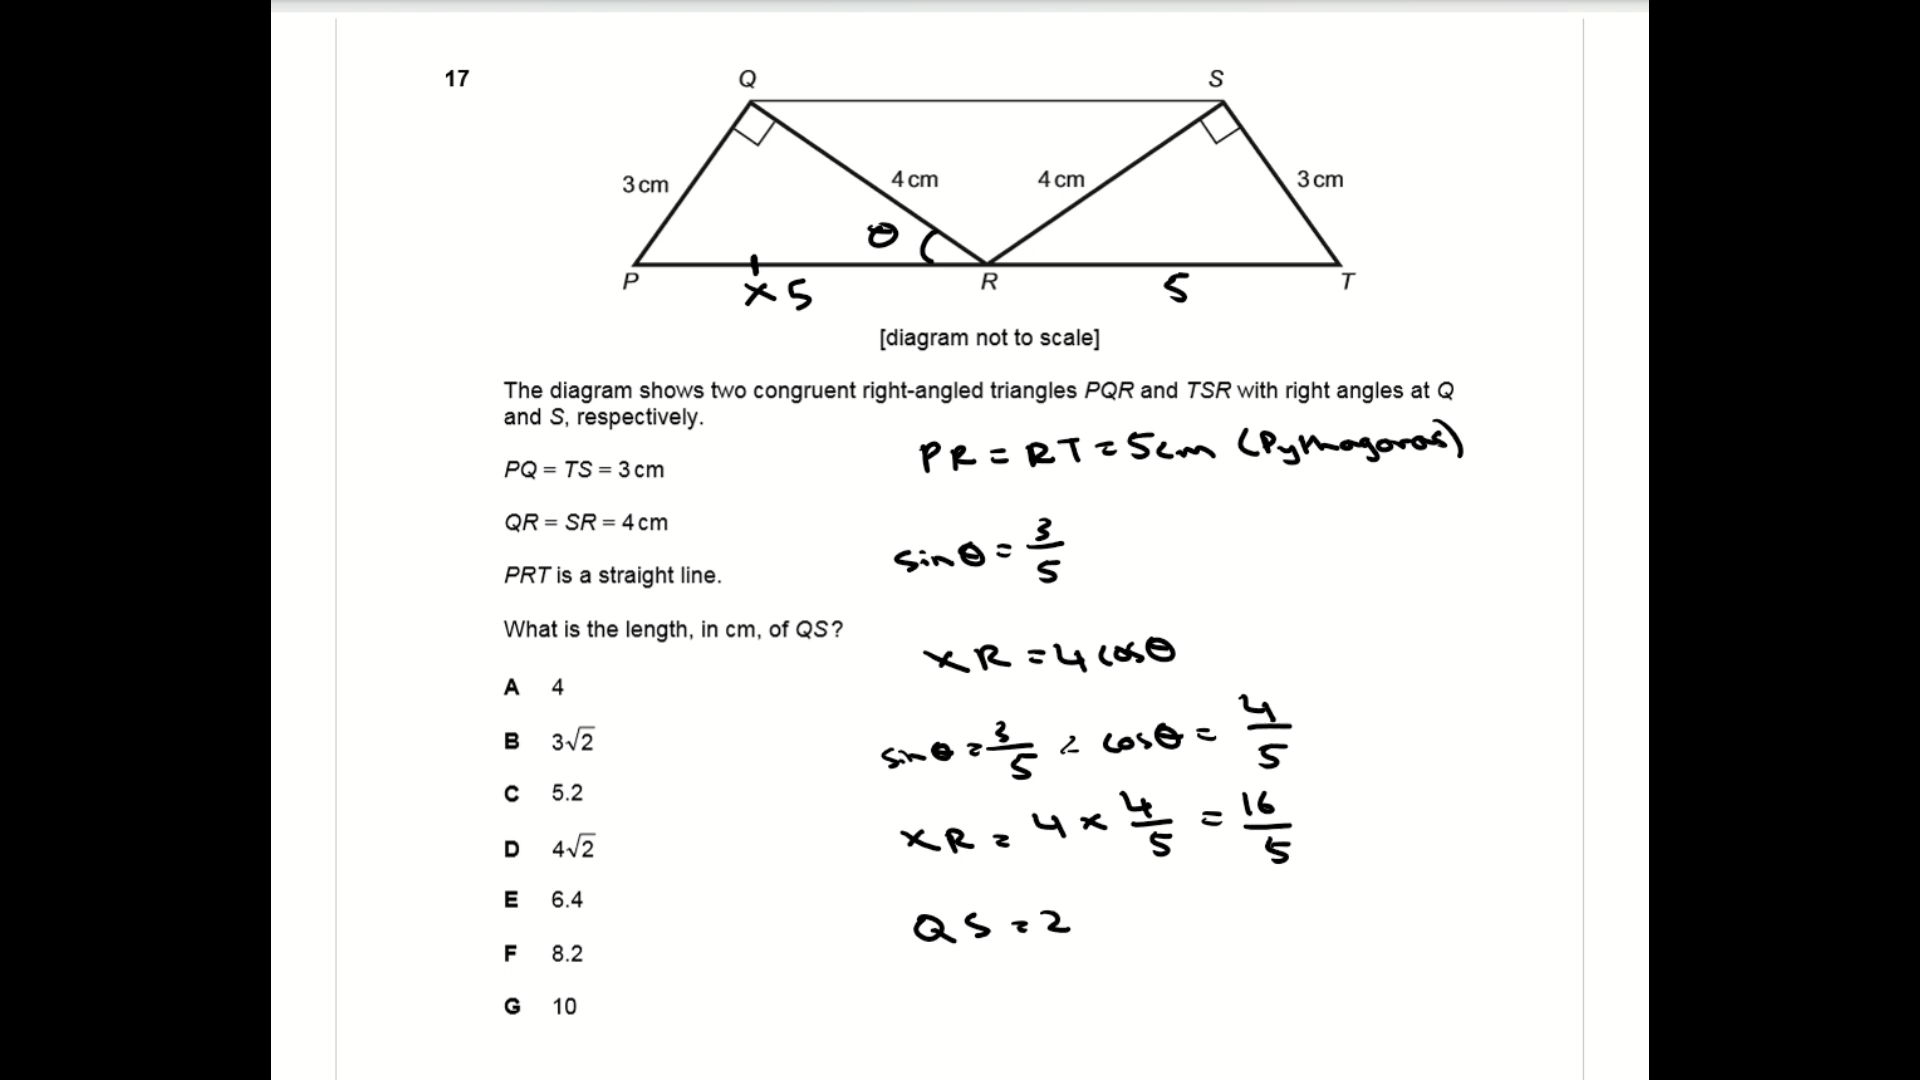 17
Q S
3 cm 4 cm 4 cm 3 cm
θ
P R T
x 5 5
[diagram not to scale]
The diagram shows two congruent right-angled triangles PQR and TSR with right angles at Q
and S, respectively.
PR = RT = 5cm (Pythagoras)
PQ = TS = 3 cm
QR = SR = 4 cm
sinθ = 3/5
PRT is a straight line.
What is the length, in cm, of QS?
XR = 4 cosθ
A 4
B 3√2
sinθ = 3/5 ∴ cosθ = 4/5
C 5.2
XR = 4 × 4/5 = 16/5
D 4√2
E 6.4
QS = 2
F 8.2
G 10